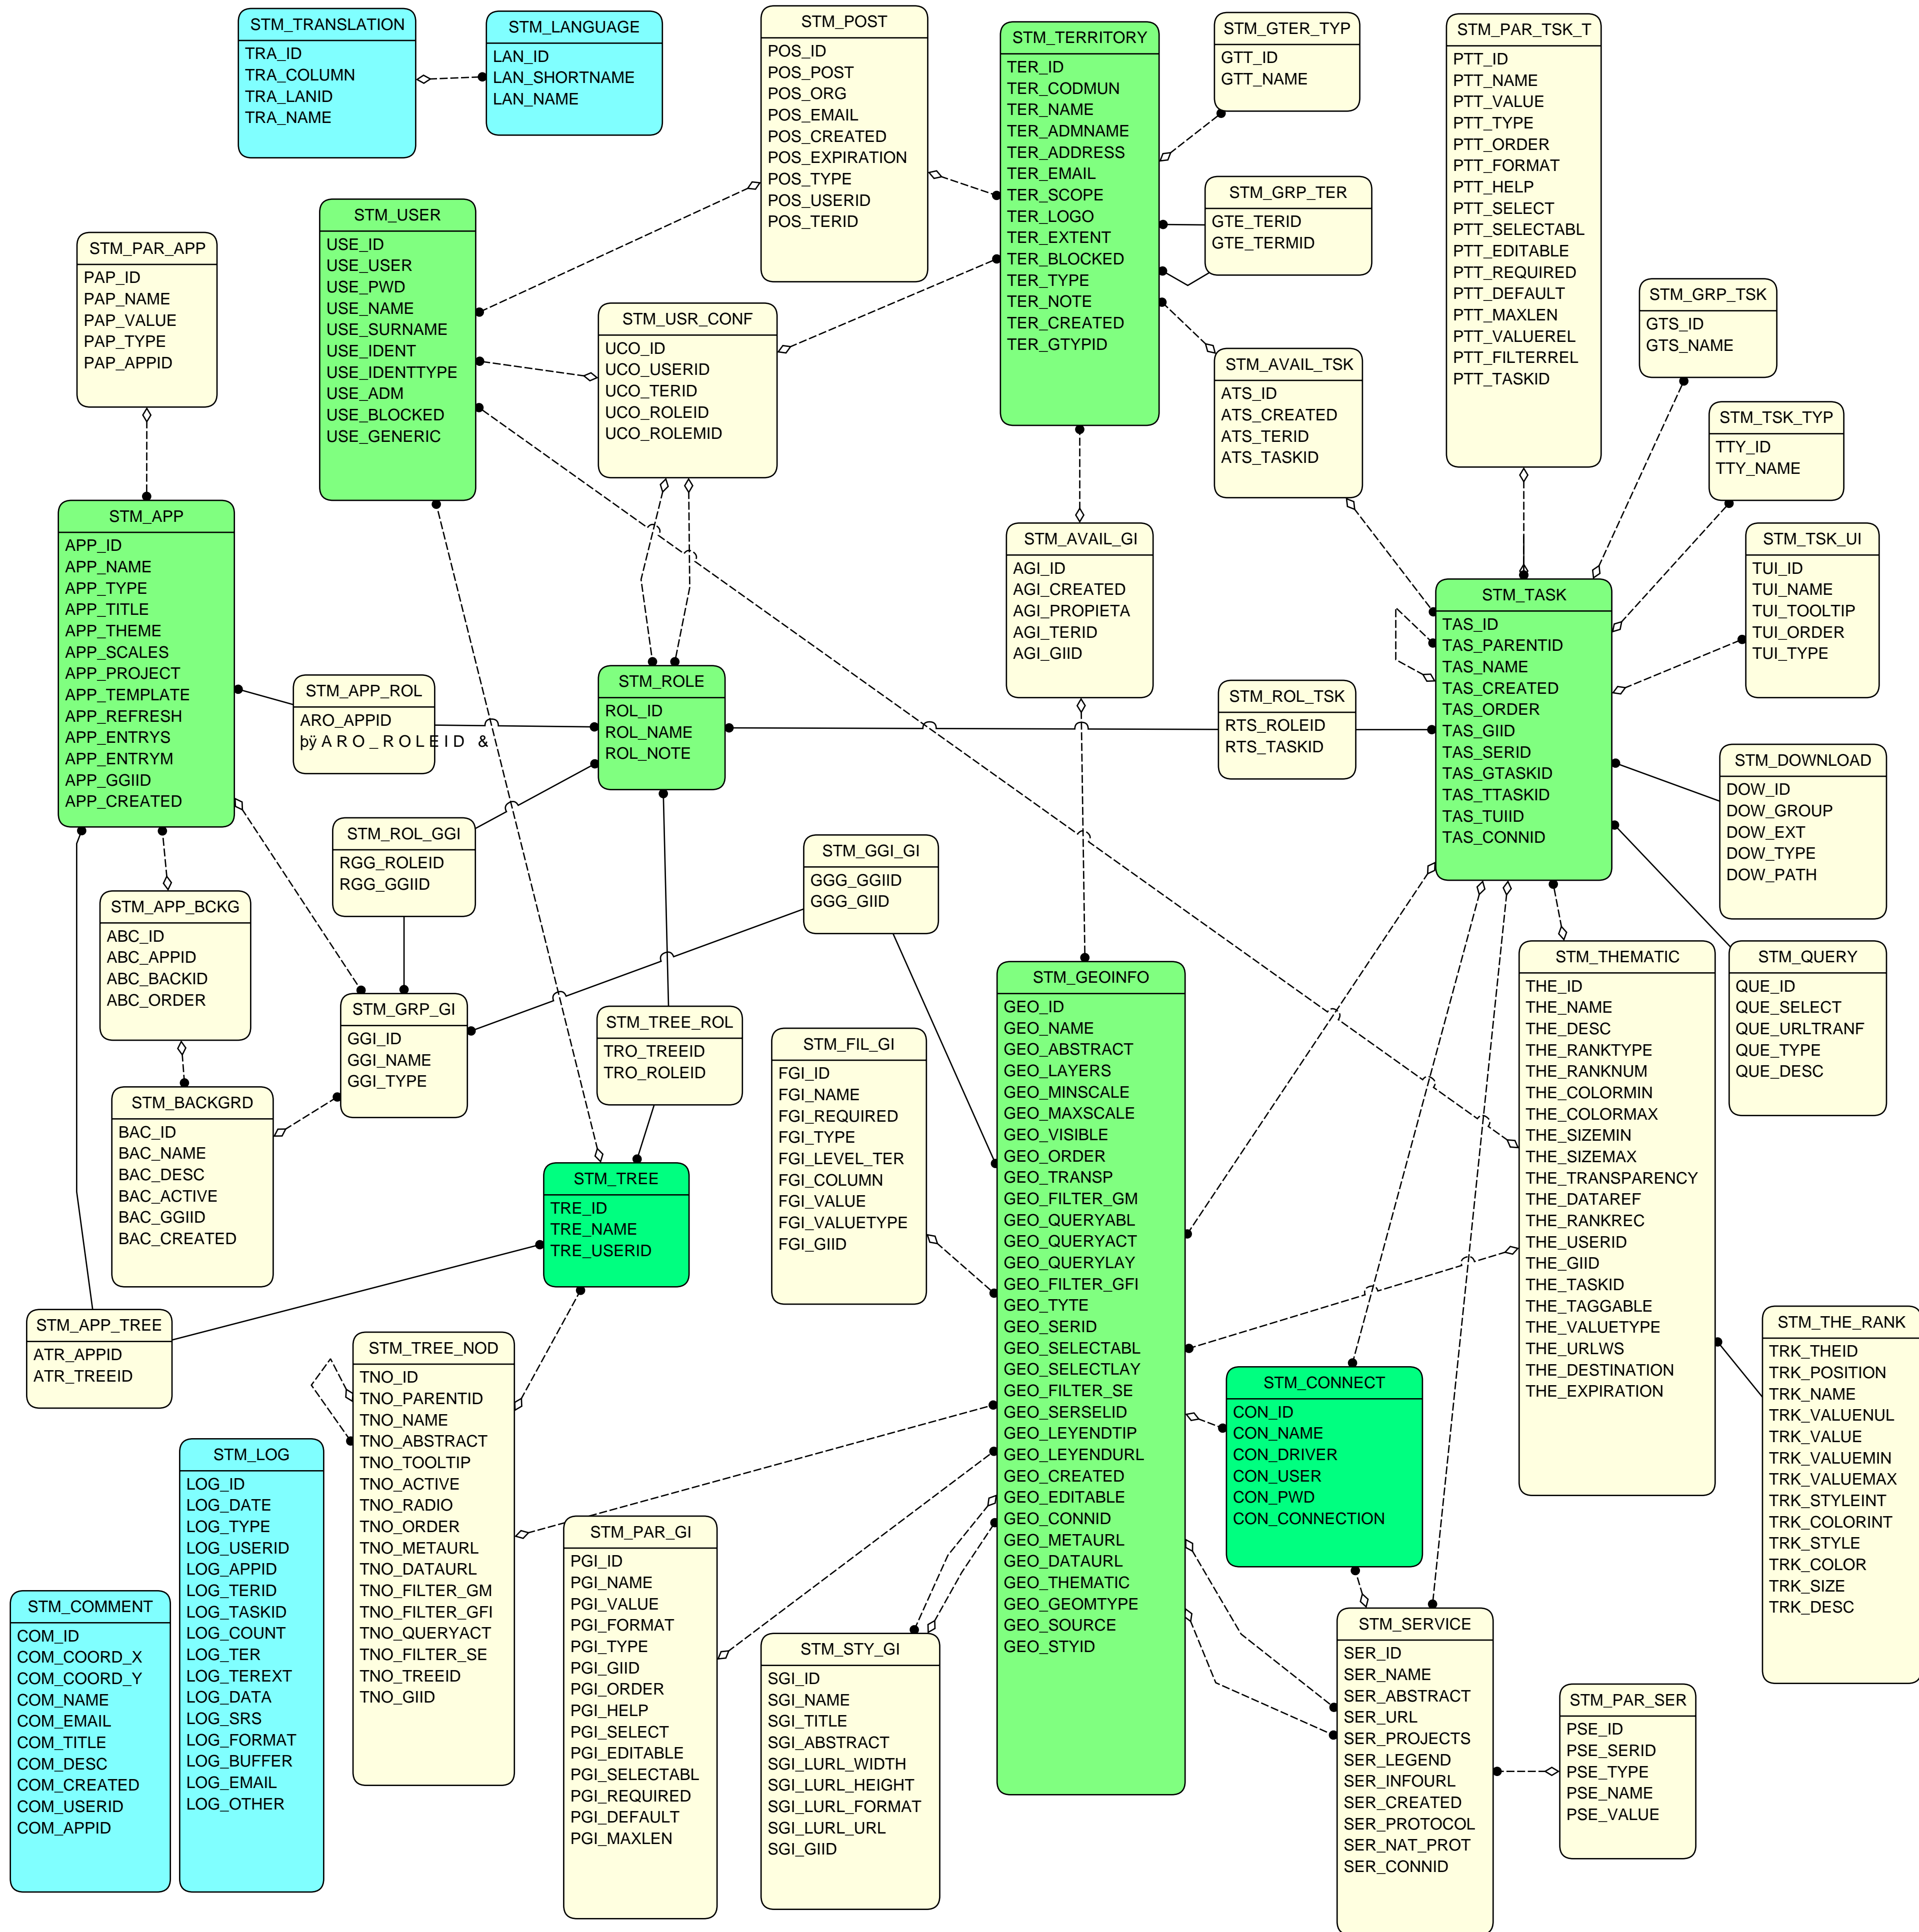 STM_TRANSLATION
TRA_ID
TRA_COLUMN
TRA_LANID
TRA_NAME
STM_LANGUAGE
LAN_ID
LAN_SHORTNAME
LAN_NAME
STM_POST
POS_ID
POS_POST
POS_ORG
POS_EMAIL
POS_CREATED
POS_EXPIRATION
POS_TYPE
POS_USERID
POS_TERID
STM_TERRITORY
TER_ID
TER_CODMUN
TER_NAME
TER_ADMNAME
TER_ADDRESS
TER_EMAIL
TER_SCOPE
TER_LOGO
TER_EXTENT
TER_BLOCKED
TER_TYPE
TER_NOTE
TER_CREATED
TER_GTYPID
STM_GTER_TYP
GTT_ID
GTT_NAME
STM_PAR_TSK_T
PTT_ID
PTT_NAME
PTT_VALUE
PTT_TYPE
PTT_ORDER
PTT_FORMAT
PTT_HELP
PTT_SELECT
PTT_SELECTABL
PTT_EDITABLE
PTT_REQUIRED
PTT_DEFAULT
PTT_MAXLEN
PTT_VALUEREL
PTT_FILTERREL
PTT_TASKID
STM_GRP_TER
GTE_TERID
GTE_TERMID
STM_USER
USE_ID
USE_USER
USE_PWD
USE_NAME
USE_SURNAME
USE_IDENT
USE_IDENTTYPE
USE_ADM
USE_BLOCKED
USE_GENERIC
STM_PAR_APP
PAP_ID
PAP_NAME
PAP_VALUE
PAP_TYPE
PAP_APPID
STM_USR_CONF
UCO_ID
UCO_USERID
UCO_TERID
UCO_ROLEID
UCO_ROLEMID
STM_GRP_TSK
GTS_ID
GTS_NAME
STM_AVAIL_TSK
ATS_ID
ATS_CREATED
ATS_TERID
ATS_TASKID
STM_TSK_TYP
TTY_ID
TTY_NAME
STM_APP
APP_ID
APP_NAME
APP_TYPE
APP_TITLE
APP_THEME
APP_SCALES
APP_PROJECT
APP_TEMPLATE
APP_REFRESH
APP_ENTRYS
APP_ENTRYM
APP_GGIID
APP_CREATED
STM_AVAIL_GI
AGI_ID
AGI_CREATED
AGI_PROPIETA
AGI_TERID
AGI_GIID
STM_TSK_UI
TUI_ID
TUI_NAME
TUI_TOOLTIP
TUI_ORDER
TUI_TYPE
STM_TASK
TAS_ID
TAS_PARENTID
TAS_NAME
TAS_CREATED
TAS_ORDER
TAS_GIID
TAS_SERID
TAS_GTASKID
TAS_TTASKID
TAS_TUIID
TAS_CONNID
STM_APP_ROL
ARO_APPID
þÿARO_ROLEID &
STM_ROLE
ROL_ID
ROL_NAME
ROL_NOTE
STM_ROL_TSK
RTS_ROLEID
RTS_TASKID
STM_DOWNLOAD
DOW_ID
DOW_GROUP
DOW_EXT
DOW_TYPE
DOW_PATH
STM_ROL_GGI
RGG_ROLEID
RGG_GGIID
STM_GGI_GI
GGG_GGIID
GGG_GIID
STM_APP_BCKG
ABC_ID
ABC_APPID
ABC_BACKID
ABC_ORDER
STM_THEMATIC
THE_ID
THE_NAME
THE_DESC
THE_RANKTYPE
THE_RANKNUM
THE_COLORMIN
THE_COLORMAX
THE_SIZEMIN
THE_SIZEMAX
THE_TRANSPARENCY
THE_DATAREF
THE_RANKREC
THE_USERID
THE_GIID
THE_TASKID
THE_TAGGABLE
THE_VALUETYPE
THE_URLWS
THE_DESTINATION
THE_EXPIRATION
STM_QUERY
QUE_ID
QUE_SELECT
QUE_URLTRANF
QUE_TYPE
QUE_DESC
STM_GEOINFO
GEO_ID
GEO_NAME
GEO_ABSTRACT
GEO_LAYERS
GEO_MINSCALE
GEO_MAXSCALE
GEO_VISIBLE
GEO_ORDER
GEO_TRANSP
GEO_FILTER_GM
GEO_QUERYABL
GEO_QUERYACT
GEO_QUERYLAY
GEO_FILTER_GFI
GEO_TYTE
GEO_SERID
GEO_SELECTABL
GEO_SELECTLAY
GEO_FILTER_SE
GEO_SERSELID
GEO_LEYENDTIP
GEO_LEYENDURL
GEO_CREATED
GEO_EDITABLE
GEO_CONNID
GEO_METAURL
GEO_DATAURL
GEO_THEMATIC
GEO_GEOMTYPE
GEO_SOURCE
GEO_STYID
STM_GRP_GI
GGI_ID
GGI_NAME
GGI_TYPE
STM_TREE_ROL
TRO_TREEID
TRO_ROLEID
STM_FIL_GI
FGI_ID
FGI_NAME
FGI_REQUIRED
FGI_TYPE
FGI_LEVEL_TER
FGI_COLUMN
FGI_VALUE
FGI_VALUETYPE
FGI_GIID
STM_BACKGRD
BAC_ID
BAC_NAME
BAC_DESC
BAC_ACTIVE
BAC_GGIID
BAC_CREATED
STM_TREE
TRE_ID
TRE_NAME
TRE_USERID
STM_APP_TREE
ATR_APPID
ATR_TREEID
STM_TREE_NOD
TNO_ID
TNO_PARENTID
TNO_NAME
TNO_ABSTRACT
TNO_TOOLTIP
TNO_ACTIVE
TNO_RADIO
TNO_ORDER
TNO_METAURL
TNO_DATAURL
TNO_FILTER_GM
TNO_FILTER_GFI
TNO_QUERYACT
TNO_FILTER_SE
TNO_TREEID
TNO_GIID
STM_THE_RANK
TRK_THEID
TRK_POSITION
TRK_NAME
TRK_VALUENUL
TRK_VALUE
TRK_VALUEMIN
TRK_VALUEMAX
TRK_STYLEINT
TRK_COLORINT
TRK_STYLE
TRK_COLOR
TRK_SIZE
TRK_DESC
STM_CONNECT
CON_ID
CON_NAME
CON_DRIVER
CON_USER
CON_PWD
CON_CONNECTION
STM_LOG
LOG_ID
LOG_DATE
LOG_TYPE
LOG_USERID
LOG_APPID
LOG_TERID
LOG_TASKID
LOG_COUNT
LOG_TER
LOG_TEREXT
LOG_DATA
LOG_SRS
LOG_FORMAT
LOG_BUFFER
LOG_EMAIL
LOG_OTHER
STM_PAR_GI
PGI_ID
PGI_NAME
PGI_VALUE
PGI_FORMAT
PGI_TYPE
PGI_GIID
PGI_ORDER
PGI_HELP
PGI_SELECT
PGI_EDITABLE
PGI_SELECTABL
PGI_REQUIRED
PGI_DEFAULT
PGI_MAXLEN
STM_COMMENT
COM_ID
COM_COORD_X
COM_COORD_Y
COM_NAME
COM_EMAIL
COM_TITLE
COM_DESC
COM_CREATED
COM_USERID
COM_APPID
STM_STY_GI
SGI_ID
SGI_NAME
SGI_TITLE
SGI_ABSTRACT
SGI_LURL_WIDTH
SGI_LURL_HEIGHT
SGI_LURL_FORMAT
SGI_LURL_URL
SGI_GIID
STM_SERVICE
SER_ID
SER_NAME
SER_ABSTRACT
SER_URL
SER_PROJECTS
SER_LEGEND
SER_INFOURL
SER_CREATED
SER_PROTOCOL
SER_NAT_PROT
SER_CONNID
STM_PAR_SER
PSE_ID
PSE_SERID
PSE_TYPE
PSE_NAME
PSE_VALUE